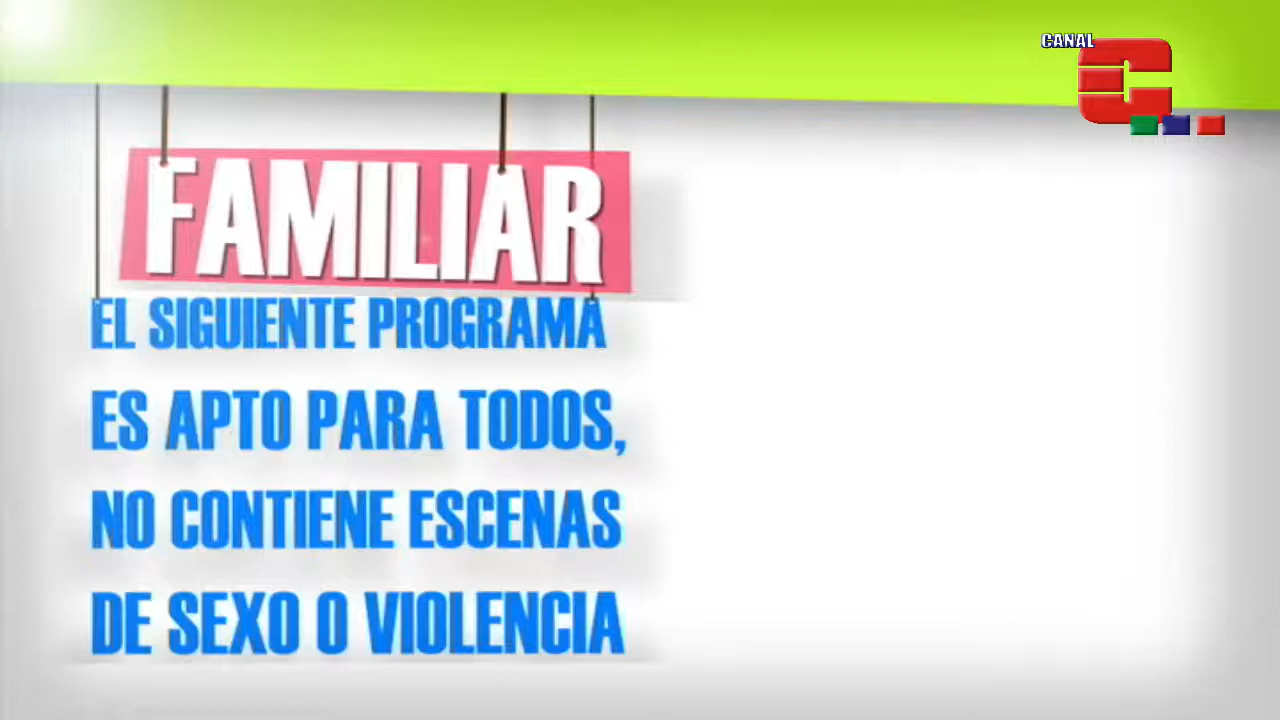 CANAL
C
FAMILIAR
EL SIGUIENTE PROGRAMA
ES APTO PARA TODOS,
NO CONTIENE ESCENAS
DE SEXO O VIOLENCIA